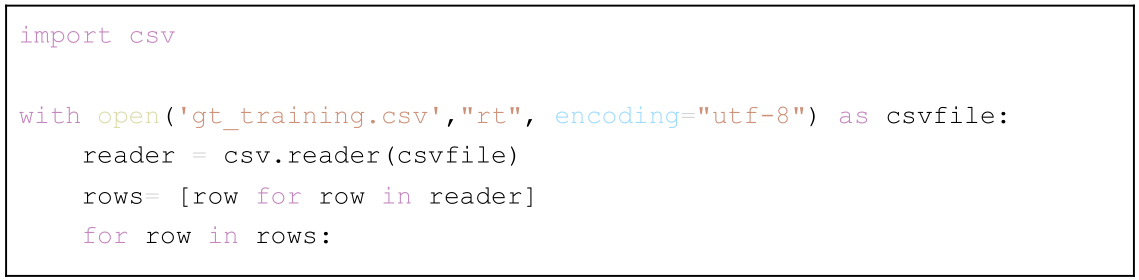 import csv
with open('gt_training.csv',"rt", encoding="utf-8") as csvfile:
    reader = csv.reader(csvfile)
    rows= [row for row in reader]
    for row in rows: